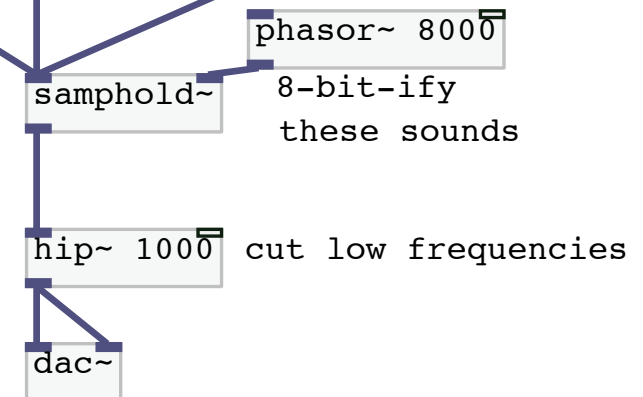 phasor~ 8000
samphold~
8-bit-ify
these sounds
hip~ 1000
cut low frequencies
dac~